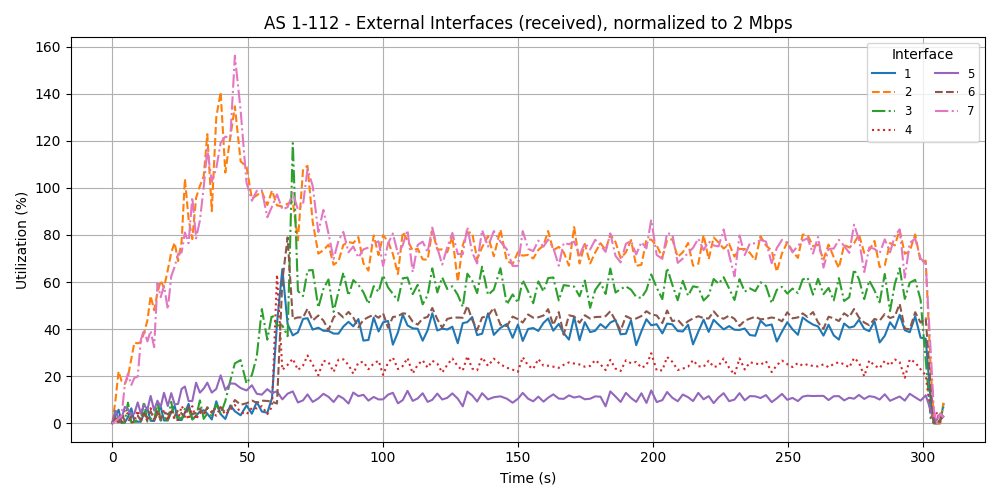 AS 1-112 - External Interfaces (received), normalized to 2 Mbps
Utilization (%)
160
140
120
100
80
60
40
20
0
0 50 100 150 200 250 300
Time (s)
Interface
1 5
2 6
3 7
4